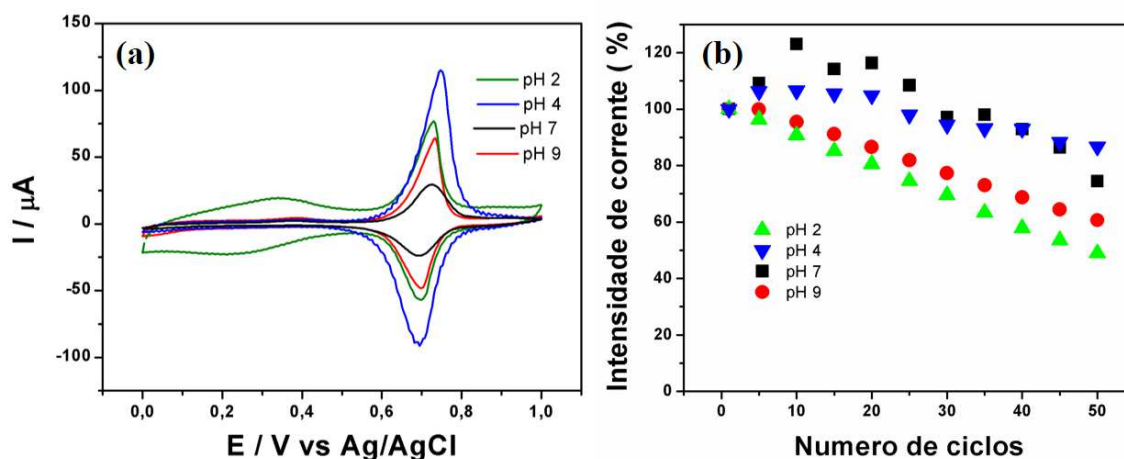 (a)
I / μA
150
100
50
0
-50
-100
pH 2
pH 4
pH 7
pH 9
0,0
0,2
0,4
0,6
0,8
1,0
E / V vs Ag/AgCl
(b)
Intensidade de corrente ( %)
120
100
80
60
40
20
0
pH 2
pH 4
pH 7
pH 9
0
10
20
30
40
50
Numero de ciclos